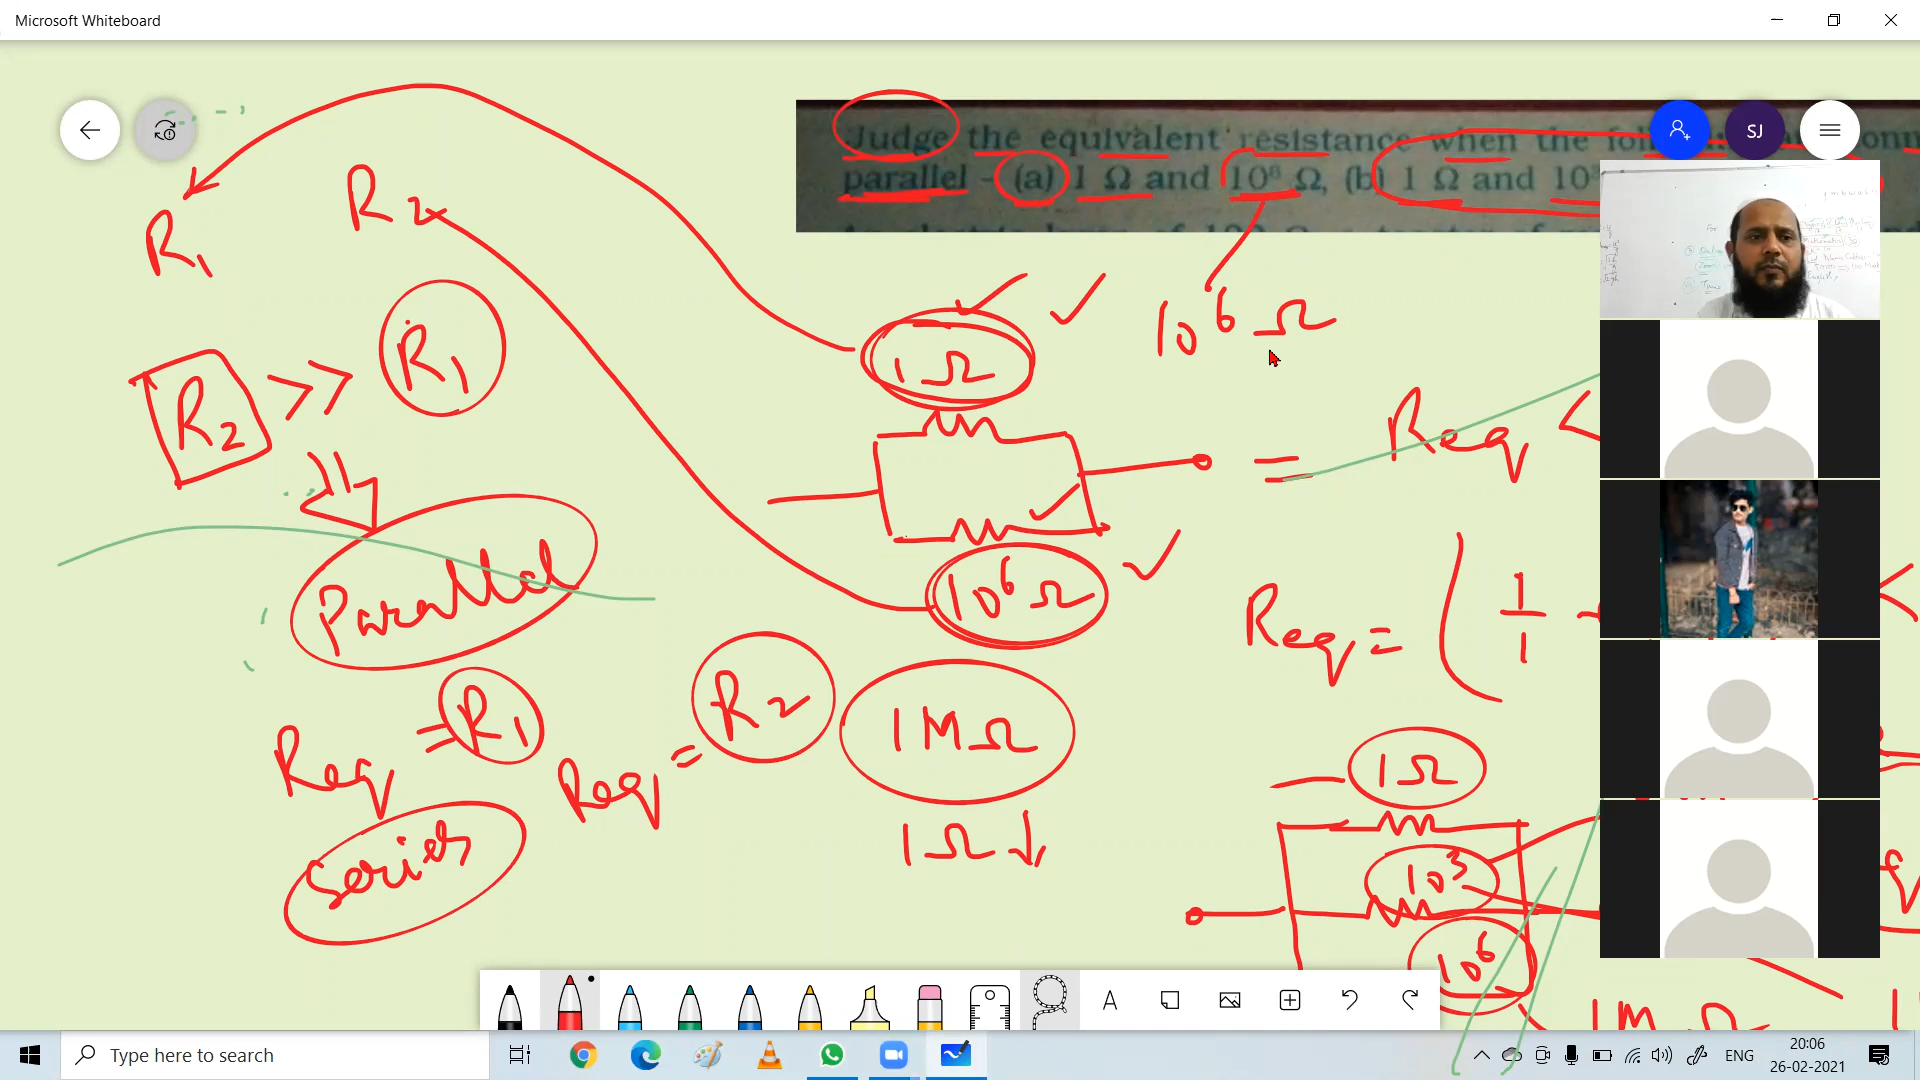 Microsoft Whiteboard
Judge the equivalent resistance when the
parallel - (a) 1 Ω and 10⁶ Ω, (b) 1 Ω and 10³
SJ
R₁
R₂
1Ω
10⁶ Ω
R₂ >> R₁
= Req <
Parallel
10⁶ Ω
Req = (1/1 +
Req = R₁
Req = R₂
1MΩ
1Ω ↓
Series
1Ω
10³
10⁶
1MΩ
A
Type here to search
ENG
20:06
26-02-2021